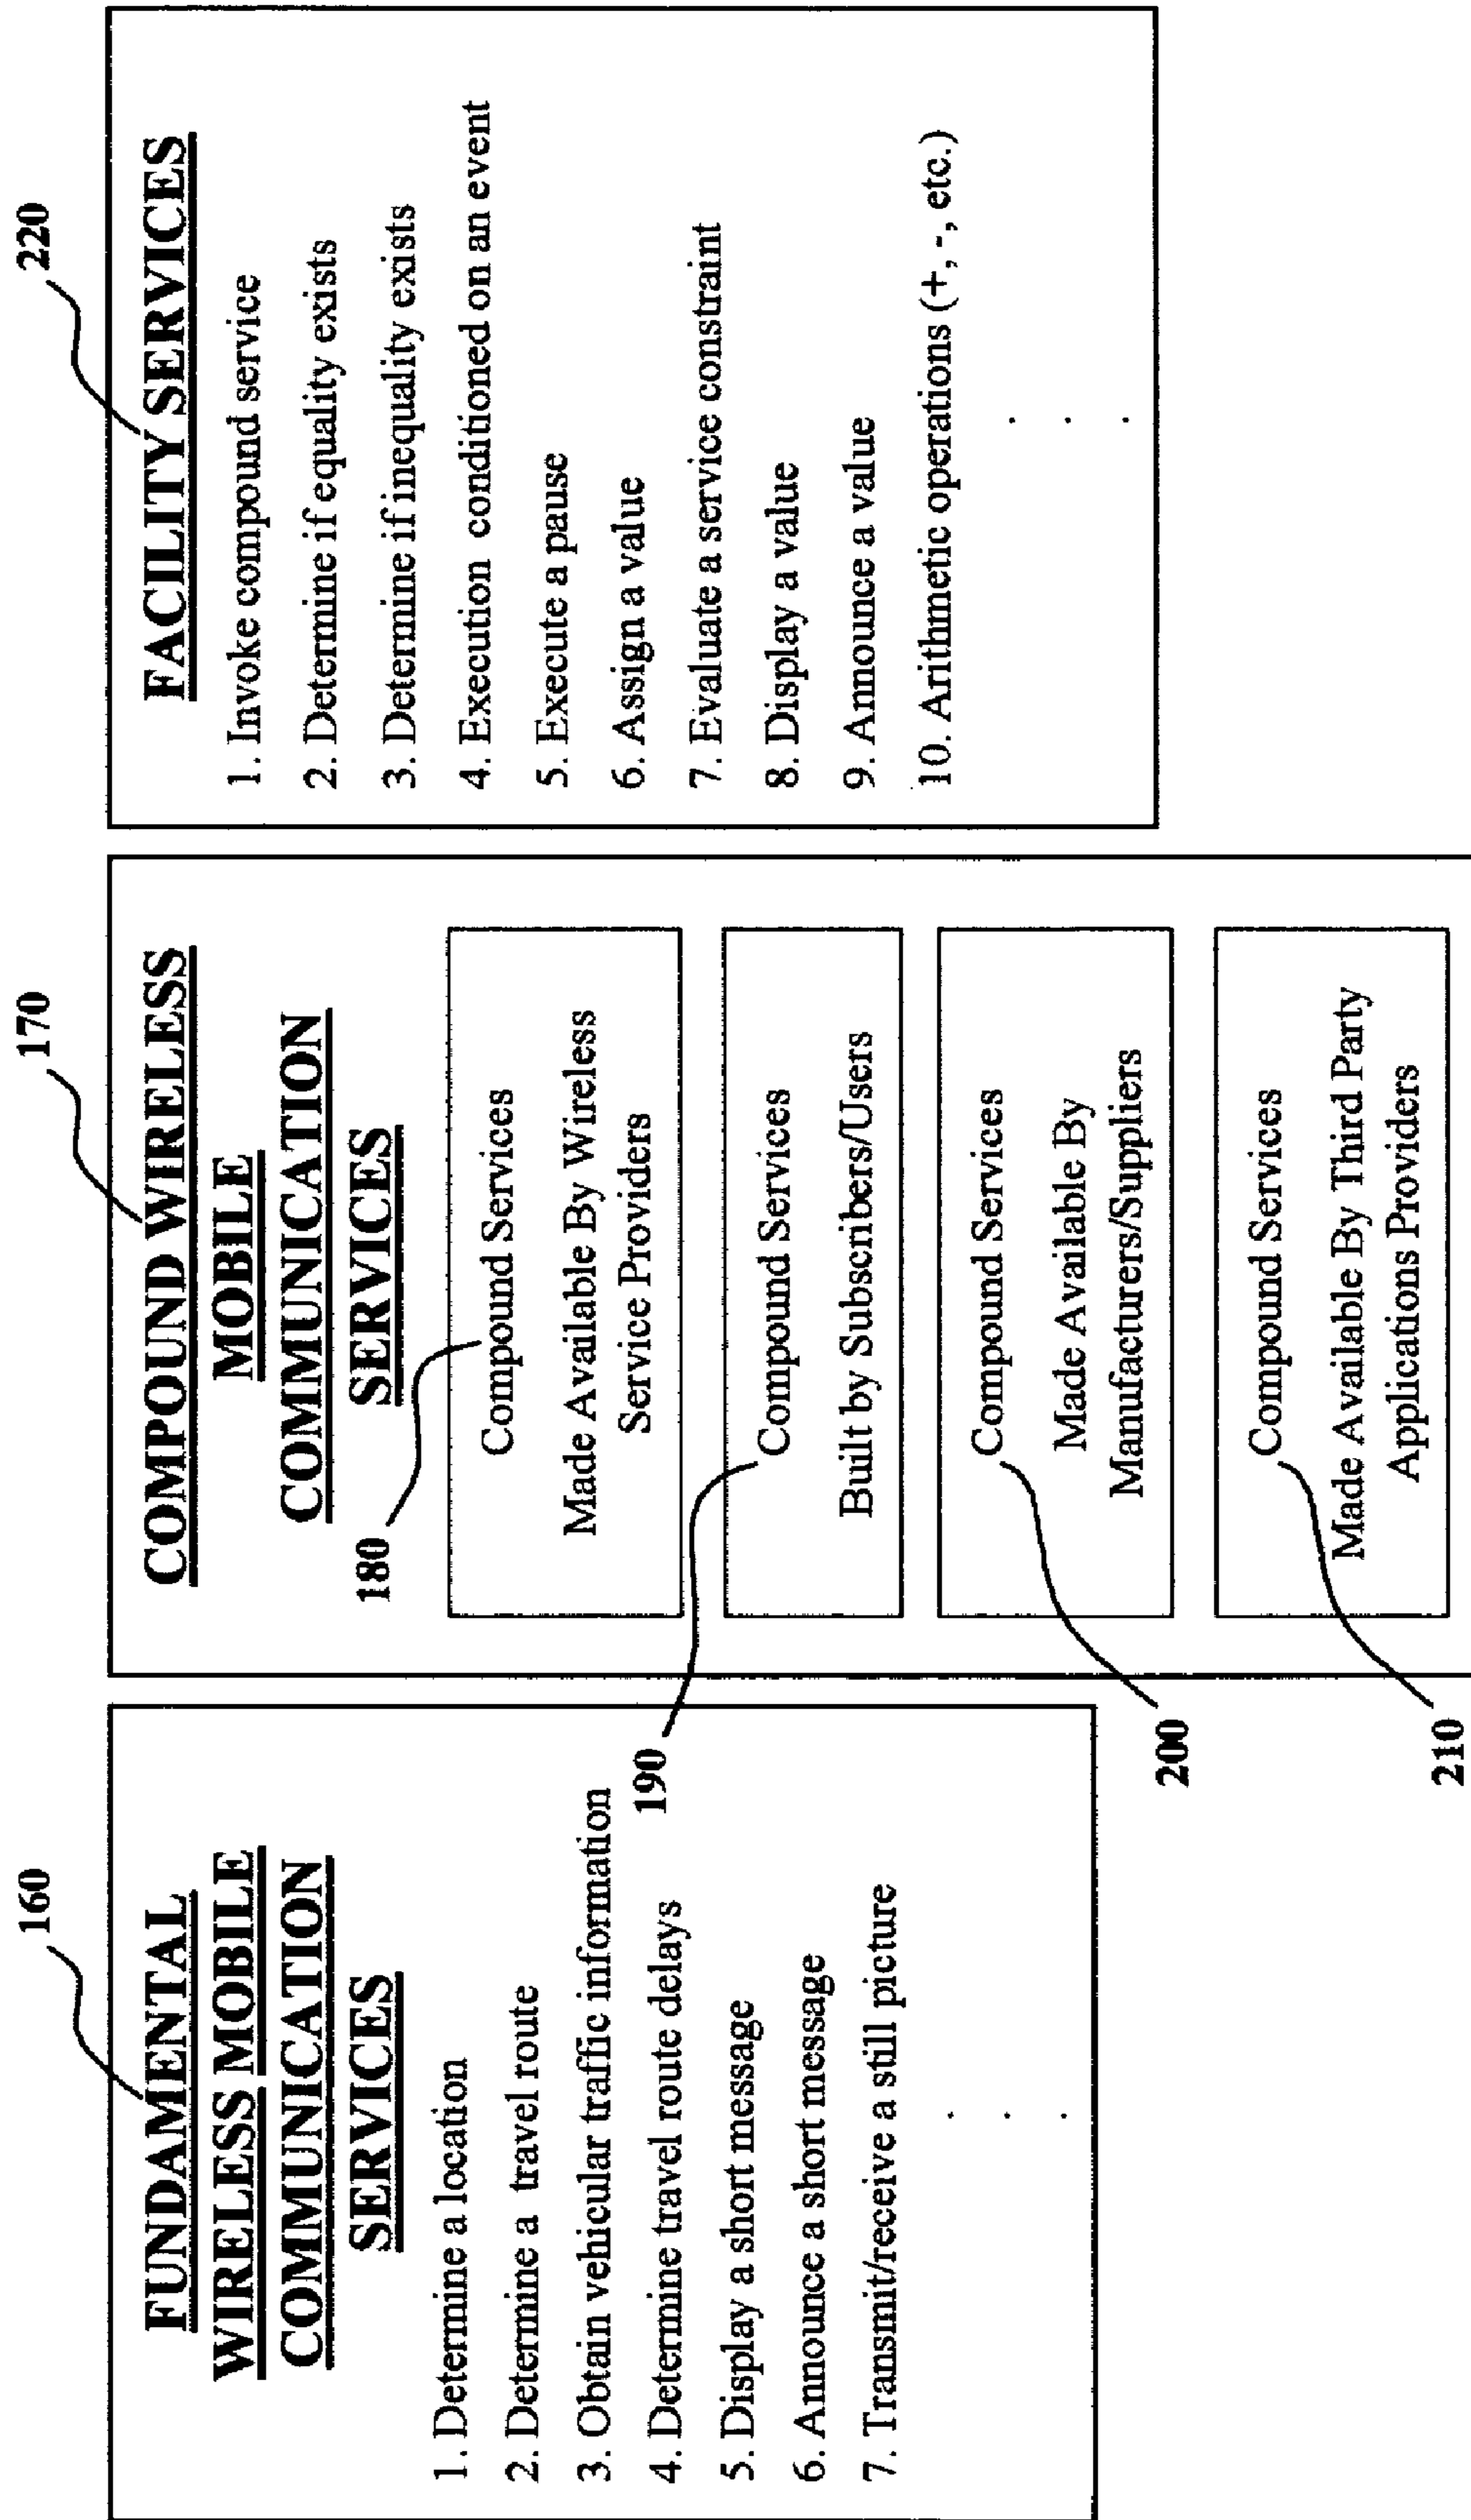 160
FUNDAMENTAL
WIRELESS MOBILE
COMMUNICATION
SERVICES
1. Determine a location
2. Determine a travel route
3. Obtain vehicular traffic information
4. Determine travel route delays
5. Display a short message
6. Announce a short message
7. Transmit/receive a still picture
.
.
.
170
COMPOUND WIRELESS
MOBILE
COMMUNICATION
SERVICES
180
Compound Services
Made Available By Wireless
Service Providers
190
Compound Services
Built by Subscribers/Users
200
Compound Services
Made Available By
Manufacturers/Suppliers
210
Compound Services
Made Available By Third Party
Applications Providers
220
FACILITY SERVICES
1. Invoke compound service
2. Determine if equality exists
3. Determine if inequality exists
4. Execution conditioned on an event
5. Execute a pause
6. Assign a value
7. Evaluate a service constraint
8. Display a value
9. Announce a value
10. Arithmetic operations (+, -, etc.)
.
.
.